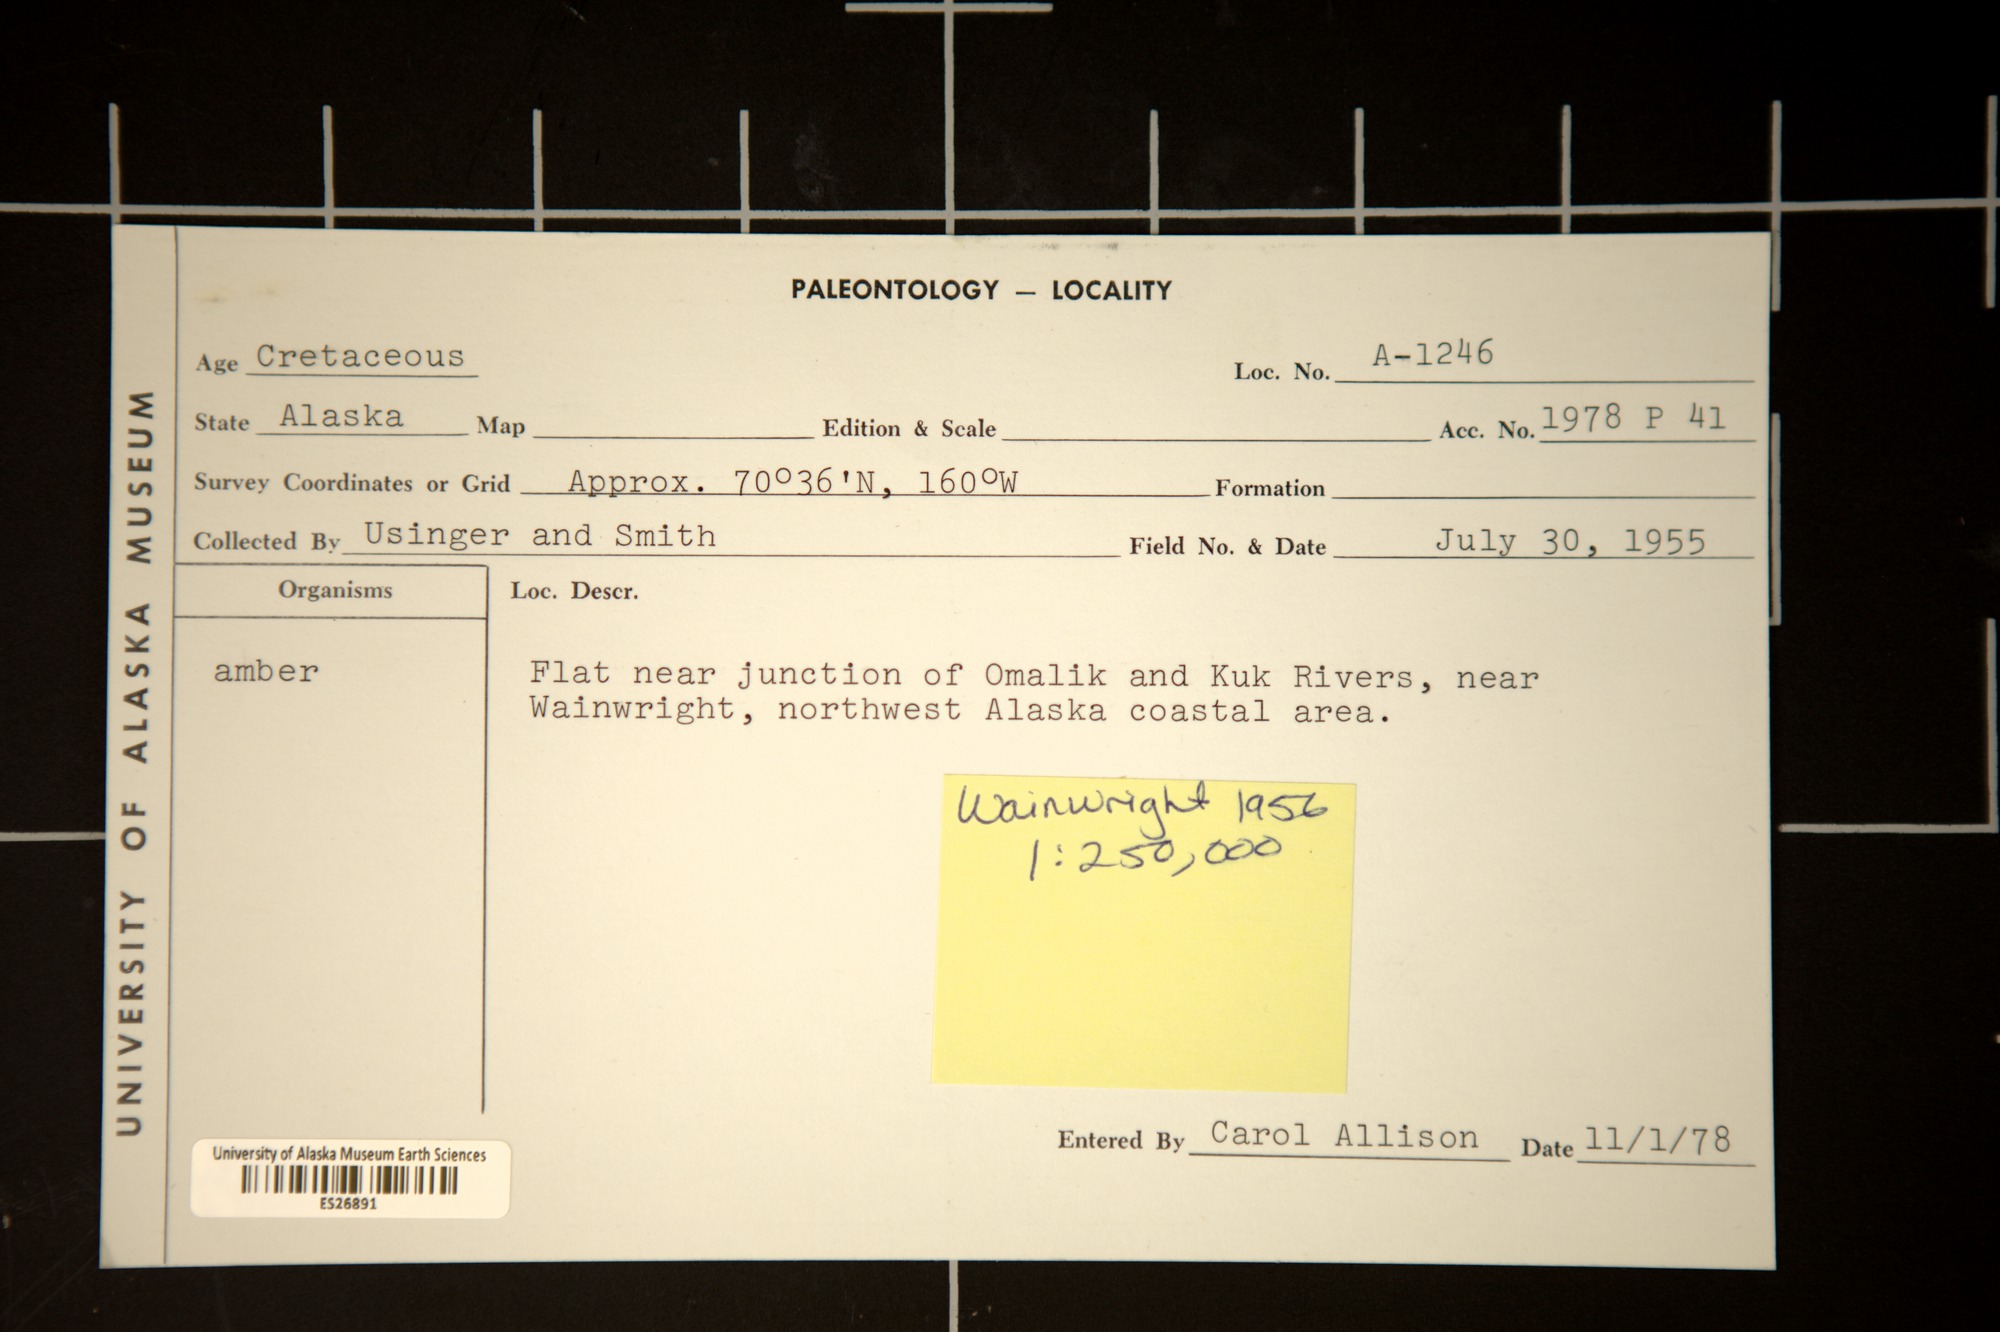 PALEONTOLOGY — LOCALITY
Age Cretaceous Loc. No. A-1246
State Alaska Map Edition & Scale Acc. No. 1978 P 41
Survey Coordinates or Grid Approx. 70°36'N, 160°W Formation
Collected By Usinger and Smith Field No. & Date July 30, 1955
Organisms Loc. Descr.
amber
Flat near junction of Omalik and Kuk Rivers, near
Wainwright, northwest Alaska coastal area.
Wainwright 1956
1:250,000
Entered By Carol Allison Date 11/1/78
University of Alaska Museum Earth Sciences
ES26891
UNIVERSITY OF ALASKA MUSEUM